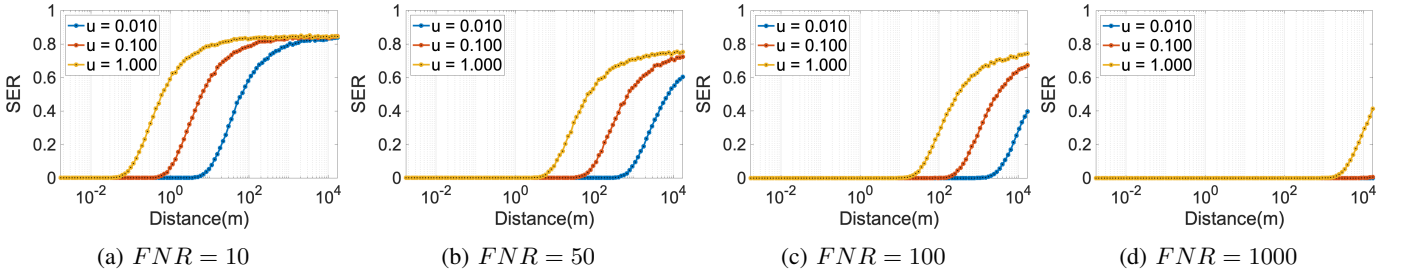 1
0.8
0.6
0.4
0.2
0
SER
u = 0.010
u = 0.100
u = 1.000
10^-2
10^0
10^2
10^4
Distance(m)
(a) FNR = 10
1
0.8
0.6
0.4
0.2
0
SER
u = 0.010
u = 0.100
u = 1.000
10^-2
10^0
10^2
10^4
Distance(m)
(b) FNR = 50
1
0.8
0.6
0.4
0.2
0
SER
u = 0.010
u = 0.100
u = 1.000
10^-2
10^0
10^2
10^4
Distance(m)
(c) FNR = 100
1
0.8
0.6
0.4
0.2
0
SER
u = 0.010
u = 0.100
u = 1.000
10^-2
10^0
10^2
10^4
Distance(m)
(d) FNR = 1000